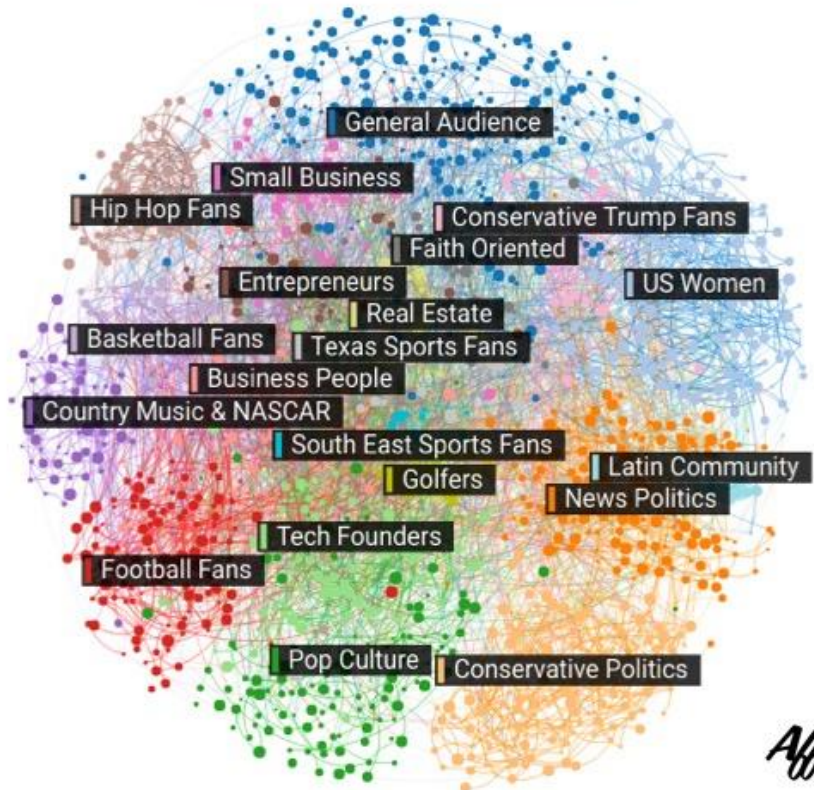 General Audience
Small Business
Hip Hop Fans
Conservative Trump Fans
Faith Oriented
Entrepreneurs
US Women
Real Estate
Basketball Fans
Texas Sports Fans
Business People
Country Music & NASCAR
South East Sports Fans
Latin Community
Golfers
News Politics
Tech Founders
Football Fans
Pop Culture
Conservative Politics